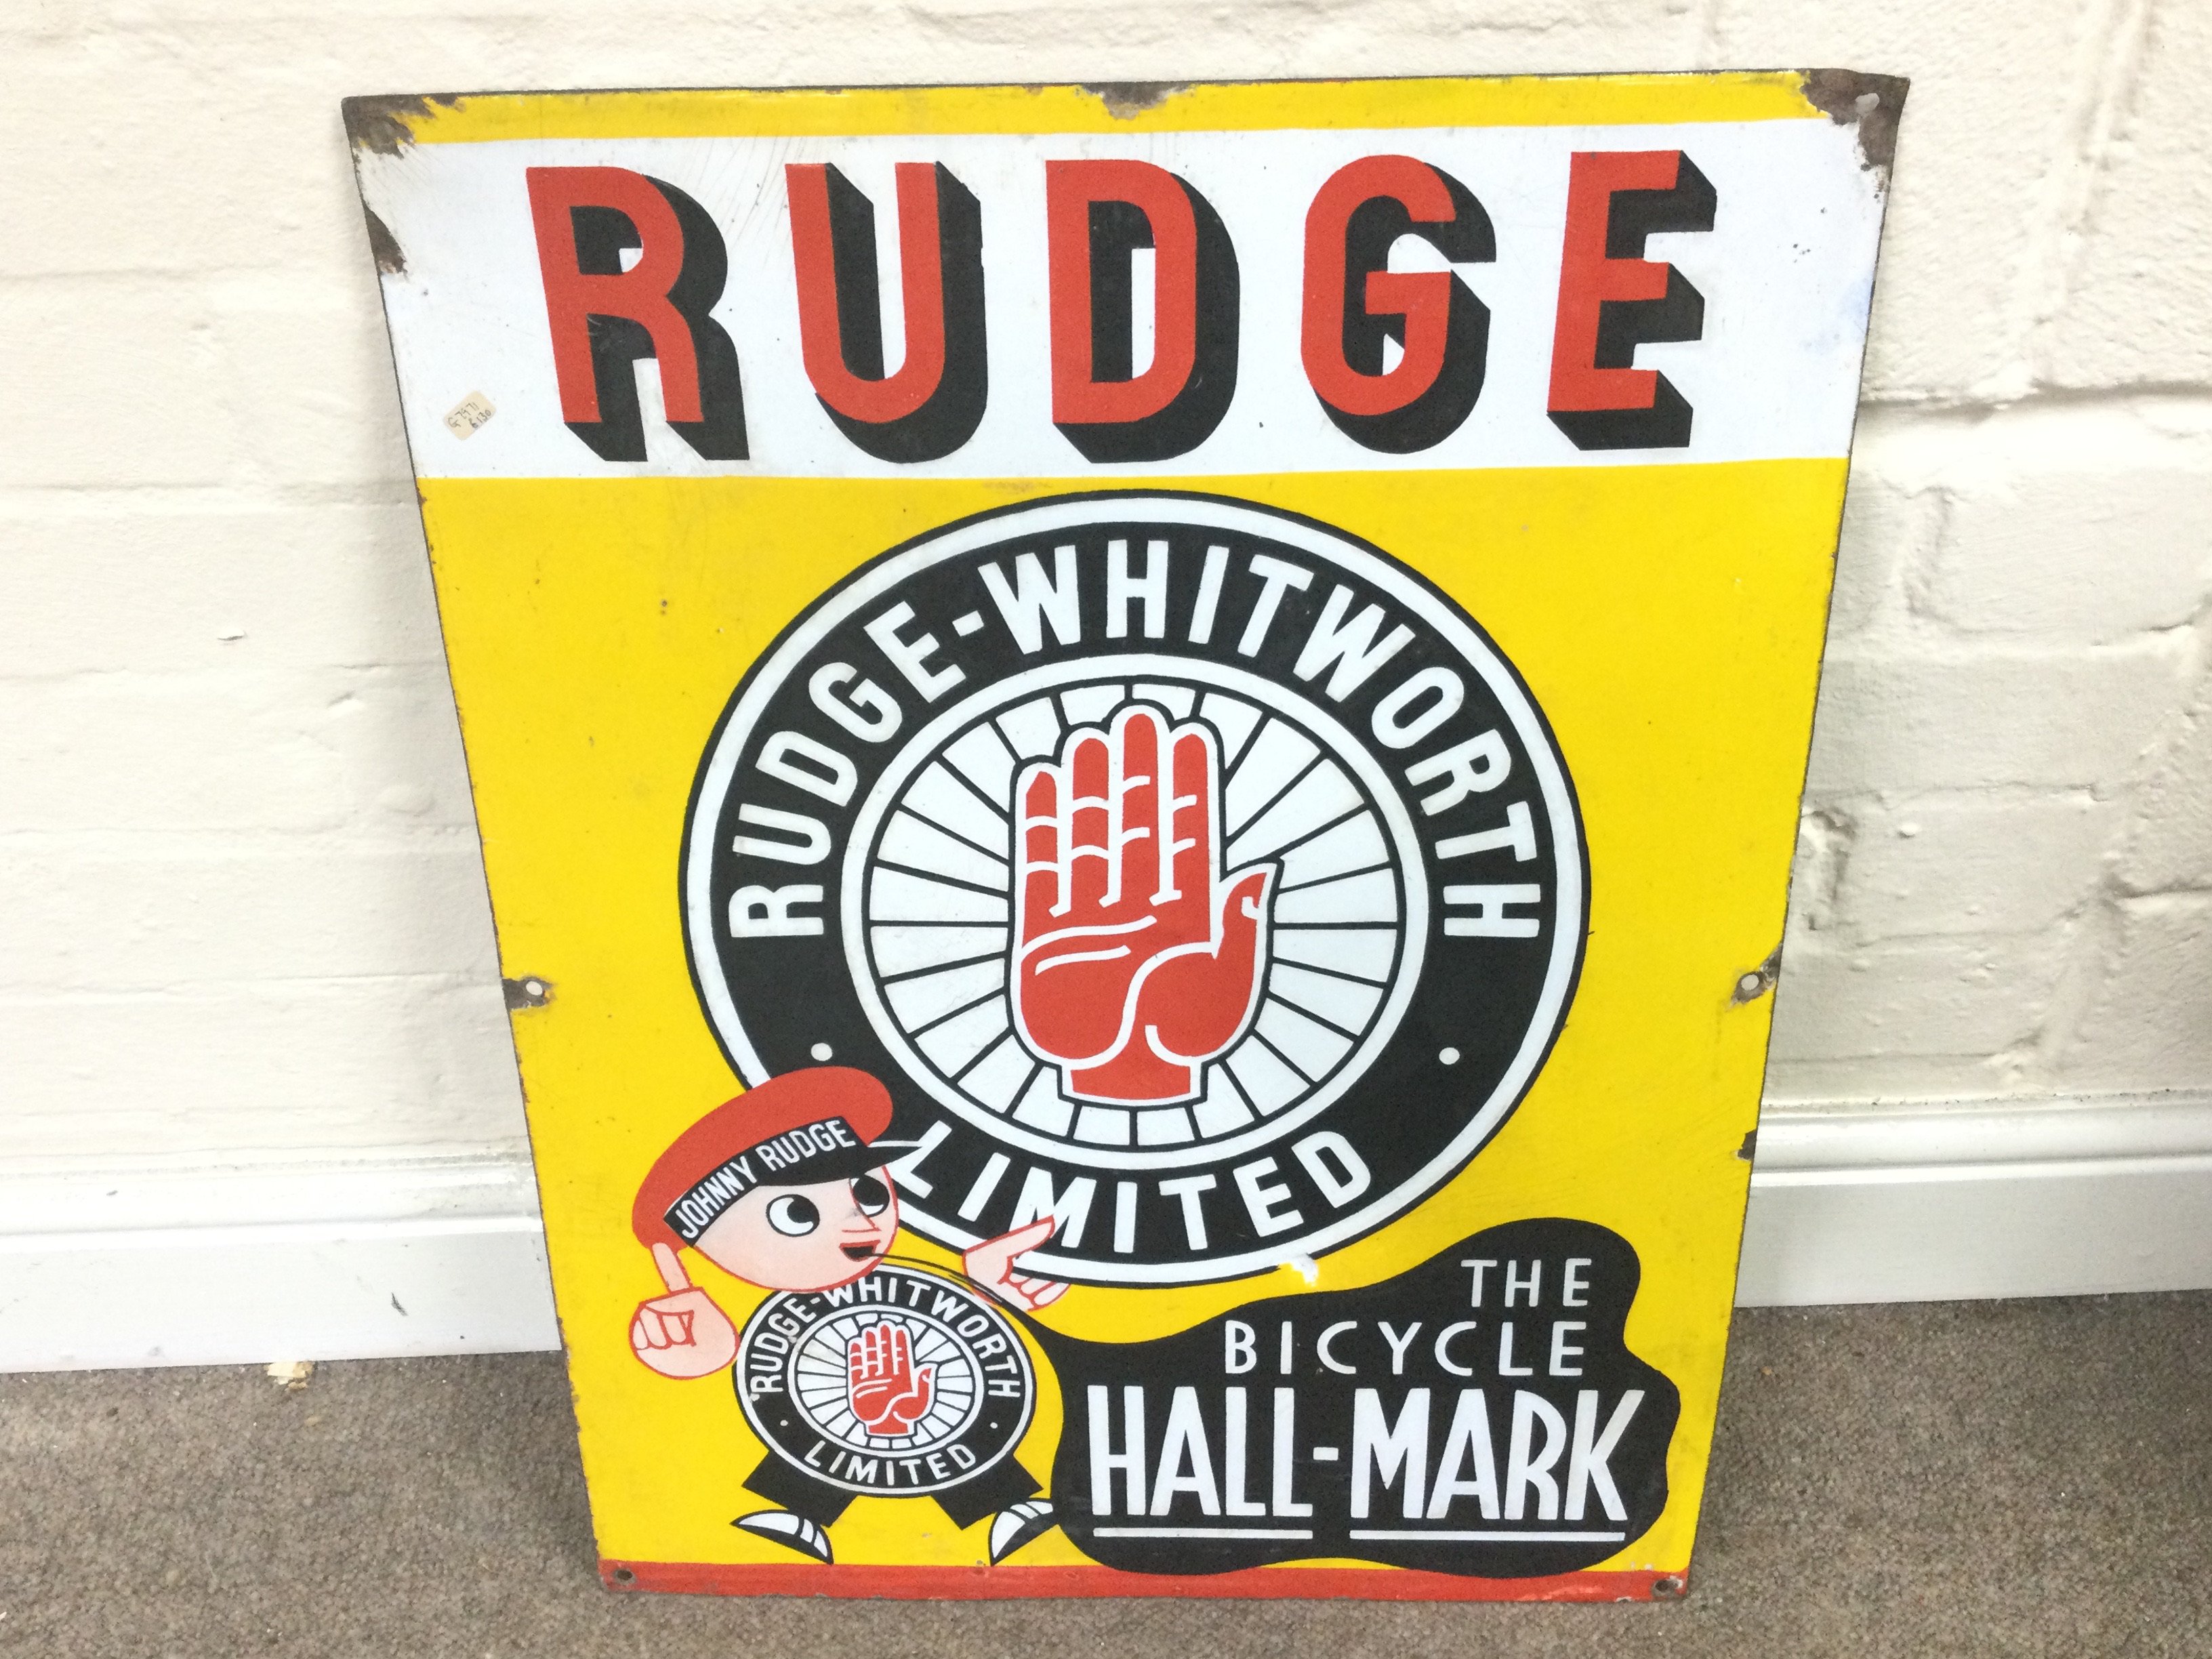 RUDGE
RUDGE-WHITWORTH
LIMITED
JOHNNY RUDGE
RUDGE-WHITWORTH
LIMITED
THE
BICYCLE
HALL-MARK